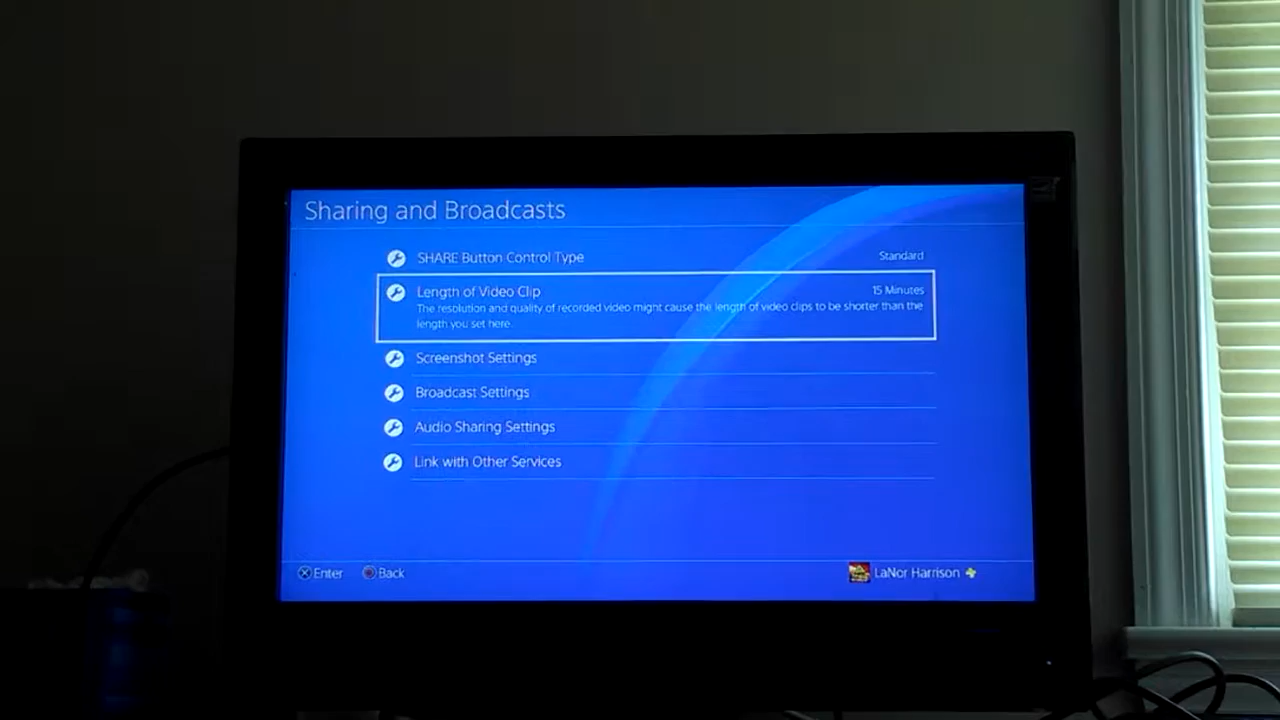 Sharing and Broadcasts
SHARE Button Control Type Standard
Length of Video Clip 15 Minutes
The resolution and quality of recorded video might cause the length of video clips to be shorter than the
length you set here.
Screenshot Settings
Broadcast Settings
Audio Sharing Settings
Link with Other Services
Enter Back LaNor Harrison